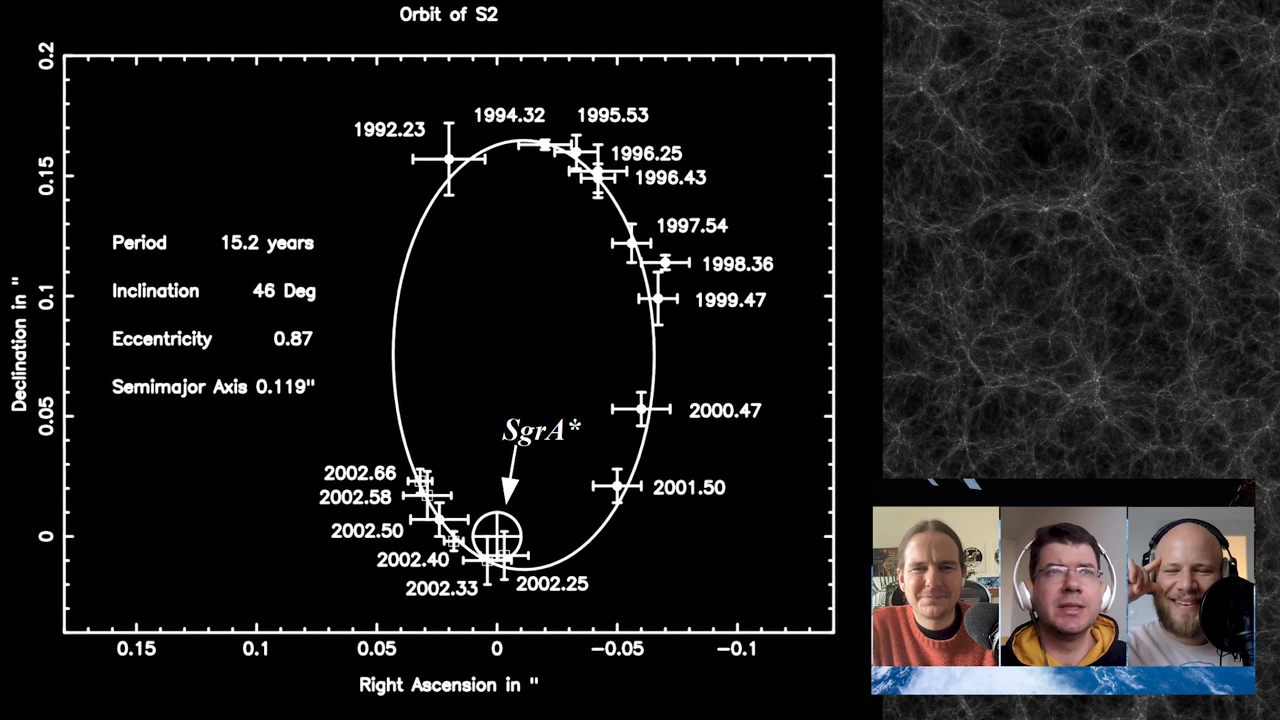 Orbit of S2
0.2
0.15
0.1
0.05
0
Declination in "
1992.23
1994.32
1995.53
1996.25
1996.43
1997.54
1998.36
1999.47
2000.47
2001.50
Period 15.2 years
Inclination 46 Deg
Eccentricity 0.87
Semimajor Axis 0.119"
SgrA*
2002.66
2002.58
2002.50
2002.40
2002.33
2002.25
0.15 0.1 0.05 0 −0.05 −0.1
Right Ascension in "